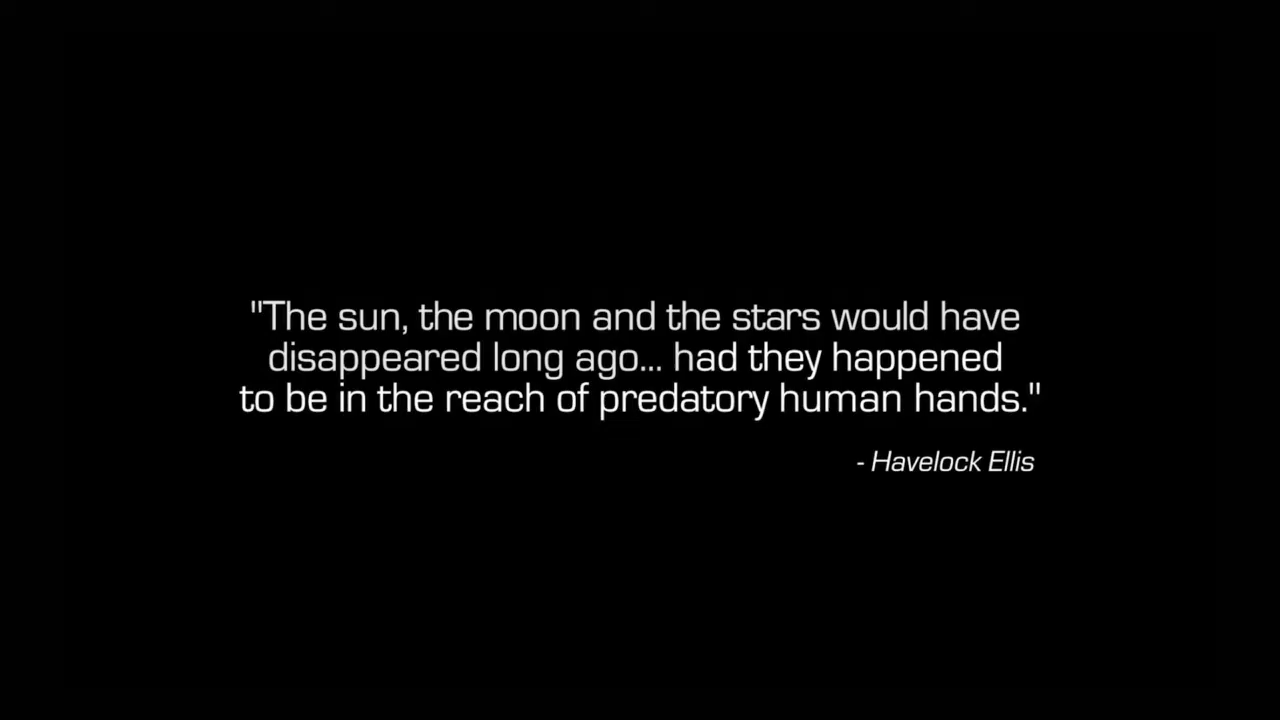 "The sun, the moon and the stars would have
disappeared long ago... had they happened
to be in the reach of predatory human hands."
- Havelock Ellis